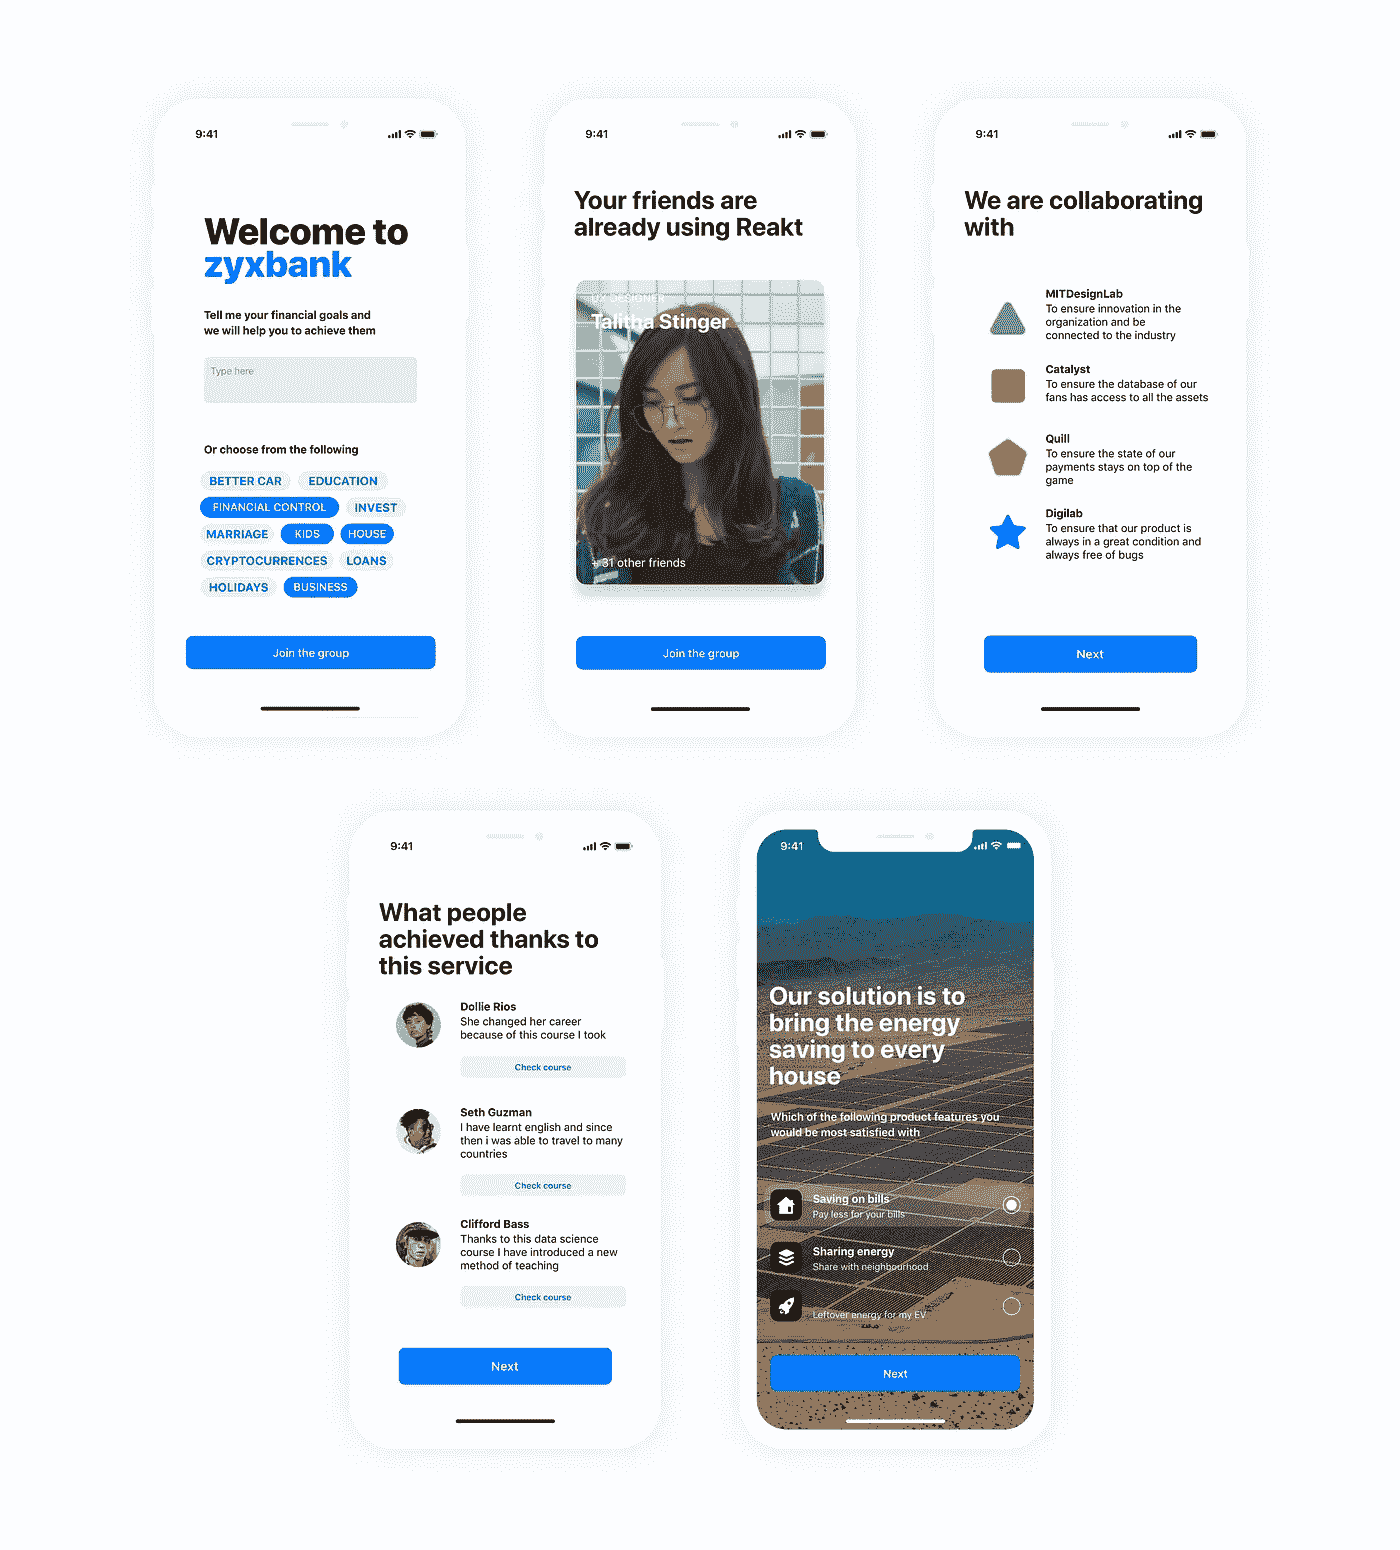 9:41
Welcome to
zyxbank
Tell me your financial goals and
we will help you to achieve them
Type here
Or choose from the following
BETTER CAR EDUCATION
FINANCIAL CONTROL INVEST
MARRIAGE KIDS HOUSE
CRYPTOCURRENCES LOANS
HOLIDAYS BUSINESS
Join the group
9:41
Your friends are
already using Reakt
UX DESIGNER
Talitha Stinger
+ 31 other friends
Join the group
9:41
We are collaborating
with
MITDesignLab
To ensure innovation in the
organization and be
connected to the industry
Catalyst
To ensure the database of our
fans has access to all the assets
Quill
To ensure the state of our
payments stays on top of the
game
Digilab
To ensure that our product is
always in a great condition and
always free of bugs
Next
9:41
What people
achieved thanks to
this service
Dollie Rios
She changed her career
because of this course I took
Check course
Seth Guzman
I have learnt english and since
then i was able to travel to many
countries
Check course
Clifford Bass
Thanks to this data science
course I have introduced a new
method of teaching
Check course
Next
9:41
Our solution is to
bring the energy
saving to every
house
Which of the following product features you
would be most satisfied with
Saving on bills
Pay less for your bills
Sharing energy
Share with neighbourhood
Leftover energy for my EV
Next